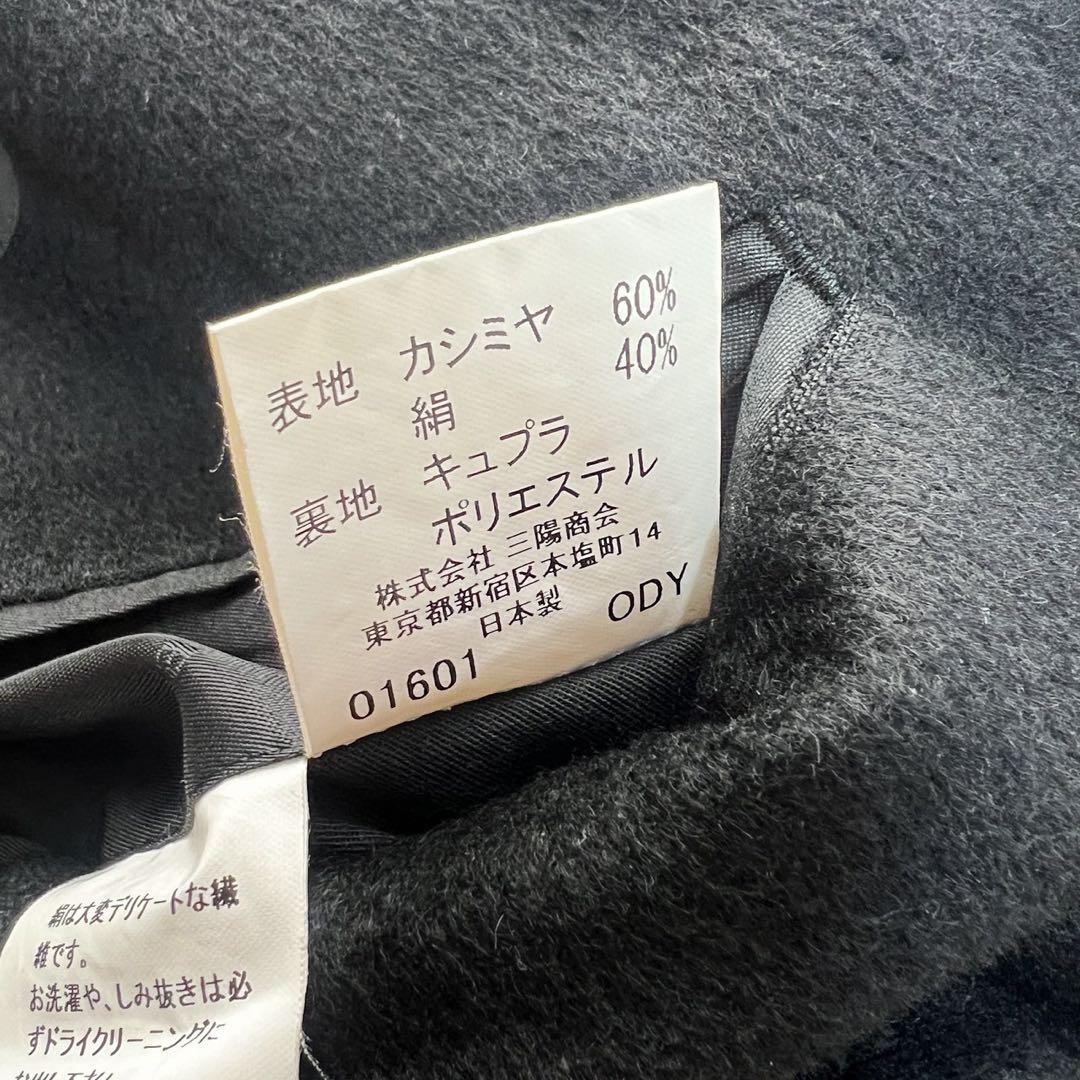 表地 カシミヤ 60%
絹 40%
裏地 キュプラ
ポリエステル
株式会社 三陽商会
東京都新宿区本塩町14
日本製 ODY
01601
絹は大変デリケートな繊
維です。
お洗濯や、しみ抜きは必
ずドライクリーニングに